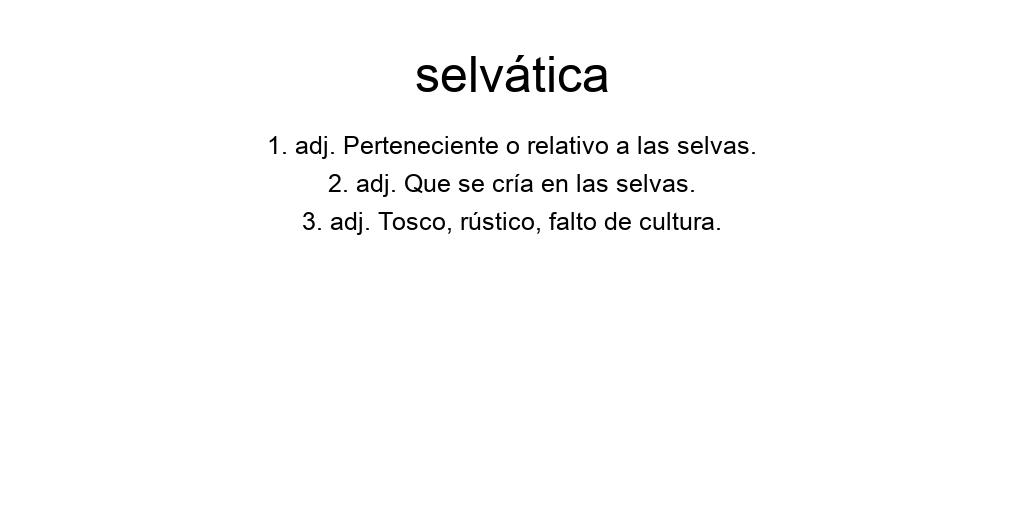 selvática
1. adj. Perteneciente o relativo a las selvas.
2. adj. Que se cría en las selvas.
3. adj. Tosco, rústico, falto de cultura.